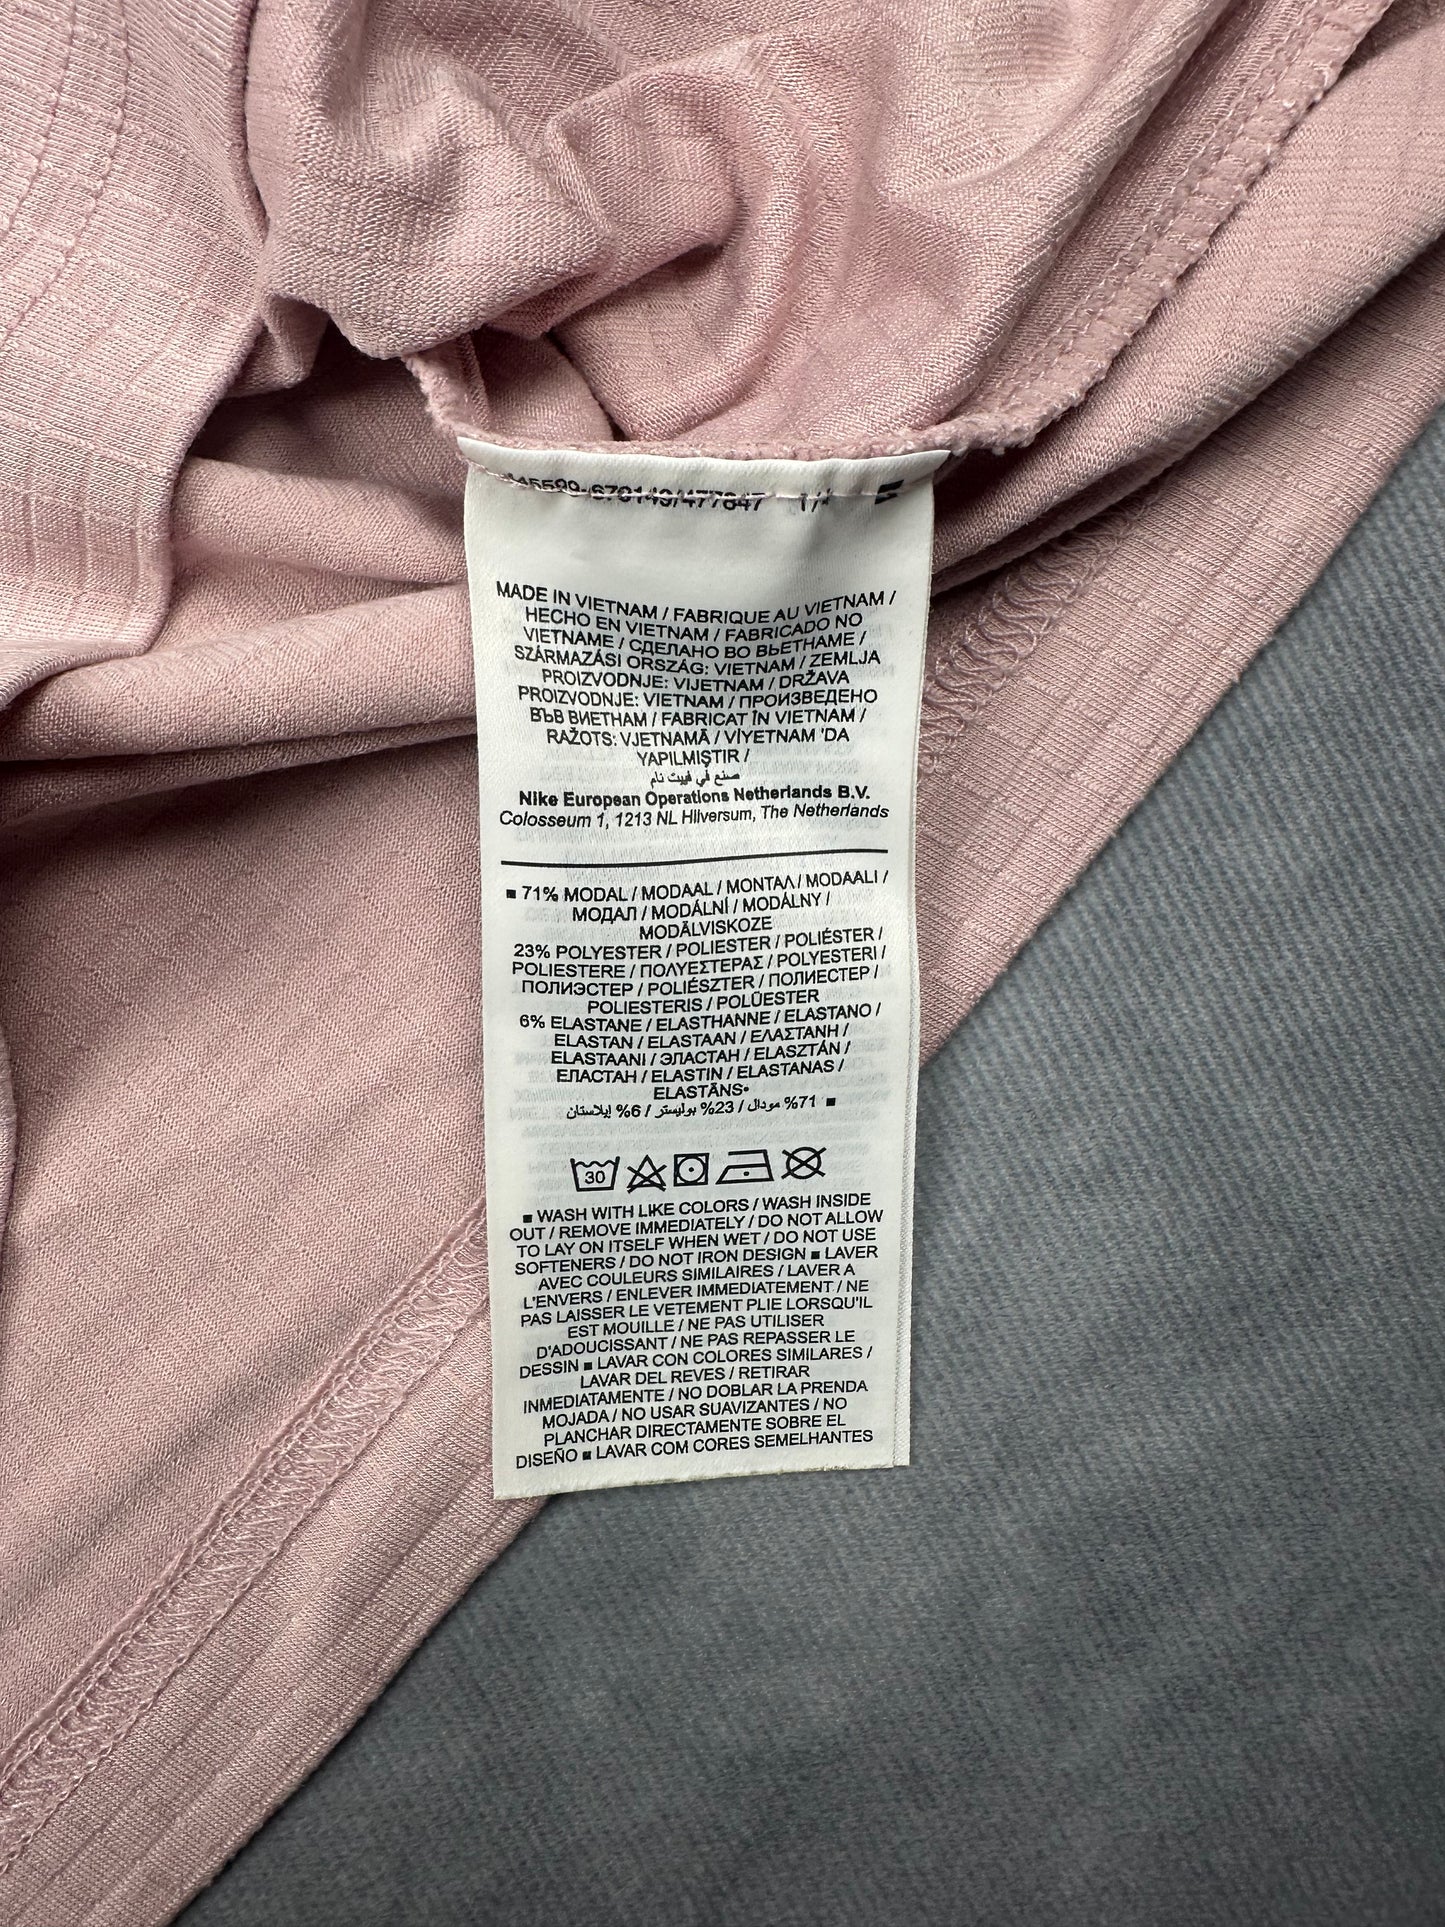 MADE IN VIETNAM / FABRIQUE AU VIETNAM /
HECHO EN VIETNAM / FABRICADO NO
VIETNAME / СДЕЛАНО ВО ВЬЕТНАМЕ /
SZÁRMAZÁSI ORSZÁG: VIETNAM / ZEMLJA
PROIZVODNJE: VIJETNAM / DRŽAVA
PROIZVODNJE: VIETNAM / ПРОИЗВЕДЕНО
ВЪВ ВИЕТНАМ / FABRICAT ÎN VIETNAM /
RAŽOTS: VJETNAMĀ / VİYETNAM 'DA
YAPILMIŞTIR /
صنع في فييت نام
Nike European Operations Netherlands B.V.
Colosseum 1, 1213 NL Hilversum, The Netherlands
■ 71% MODAL / MODAAL / ΜΟΝΤΑΛ / MODAALI /
МОДАЛ / MODÁLNÍ / MODÁLNY /
MODĀLVISKOZE
23% POLYESTER / POLIESTER / POLIÉSTER /
POLIESTERE / ΠΟΛΥΕΣΤΕΡΑΣ / POLYESTERI /
ПОЛИЭСТЕР / POLIÉSZTER / ПОЛИЕСТЕР /
POLIESTERIS / POLÜESTER
6% ELASTANE / ELASTHANNE / ELASTANO /
ELASTAN / ELASTAAN / ΕΛΑΣΤΑΝΗ /
ELASTAANI / ЭЛАСТАН / ELASZTÁN /
ЕЛАСТАН / ELASTIN / ELASTANAS /
ELASTĀNS•
■ 71% مودال / 23% بوليستر / 6% إيلاستان
30
■ WASH WITH LIKE COLORS / WASH INSIDE
OUT / REMOVE IMMEDIATELY / DO NOT ALLOW
TO LAY ON ITSELF WHEN WET / DO NOT USE
SOFTENERS / DO NOT IRON DESIGN ■ LAVER
AVEC COULEURS SIMILAIRES / LAVER A
L'ENVERS / ENLEVER IMMEDIATEMENT / NE
PAS LAISSER LE VETEMENT PLIE LORSQU'IL
EST MOUILLE / NE PAS UTILISER
D'ADOUCISSANT / NE PAS REPASSER LE
DESSIN ■ LAVAR CON COLORES SIMILARES /
LAVAR DEL REVES / RETIRAR
INMEDIATAMENTE / NO DOBLAR LA PRENDA
MOJADA / NO USAR SUAVIZANTES / NO
PLANCHAR DIRECTAMENTE SOBRE EL
DISEÑO ■ LAVAR COM CORES SEMELHANTES